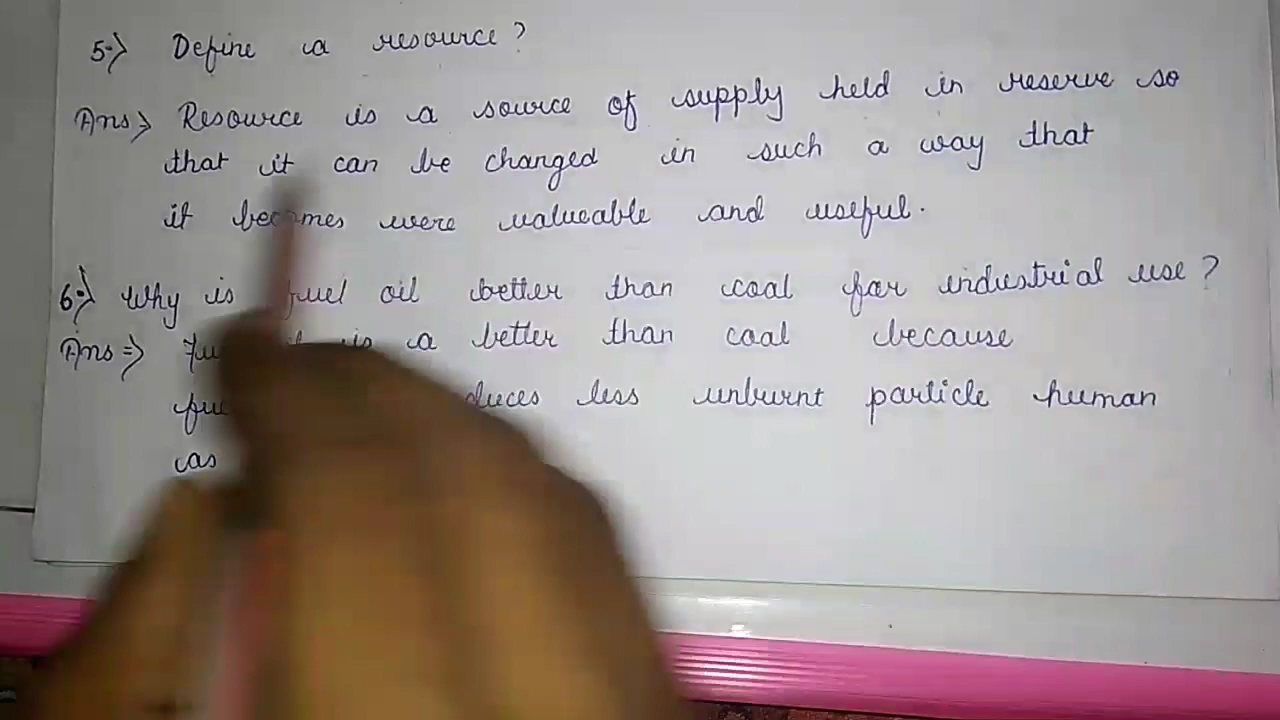 5.> Define a resource?
Ans> Resource is a source of supply held in reserve so
that it can be changed in such a way that
it becomes were valueable and useful.
6.> Why is fuel oil better than coal for industrial use?
Ans => is a better than coal because
less unburnt particle human
as